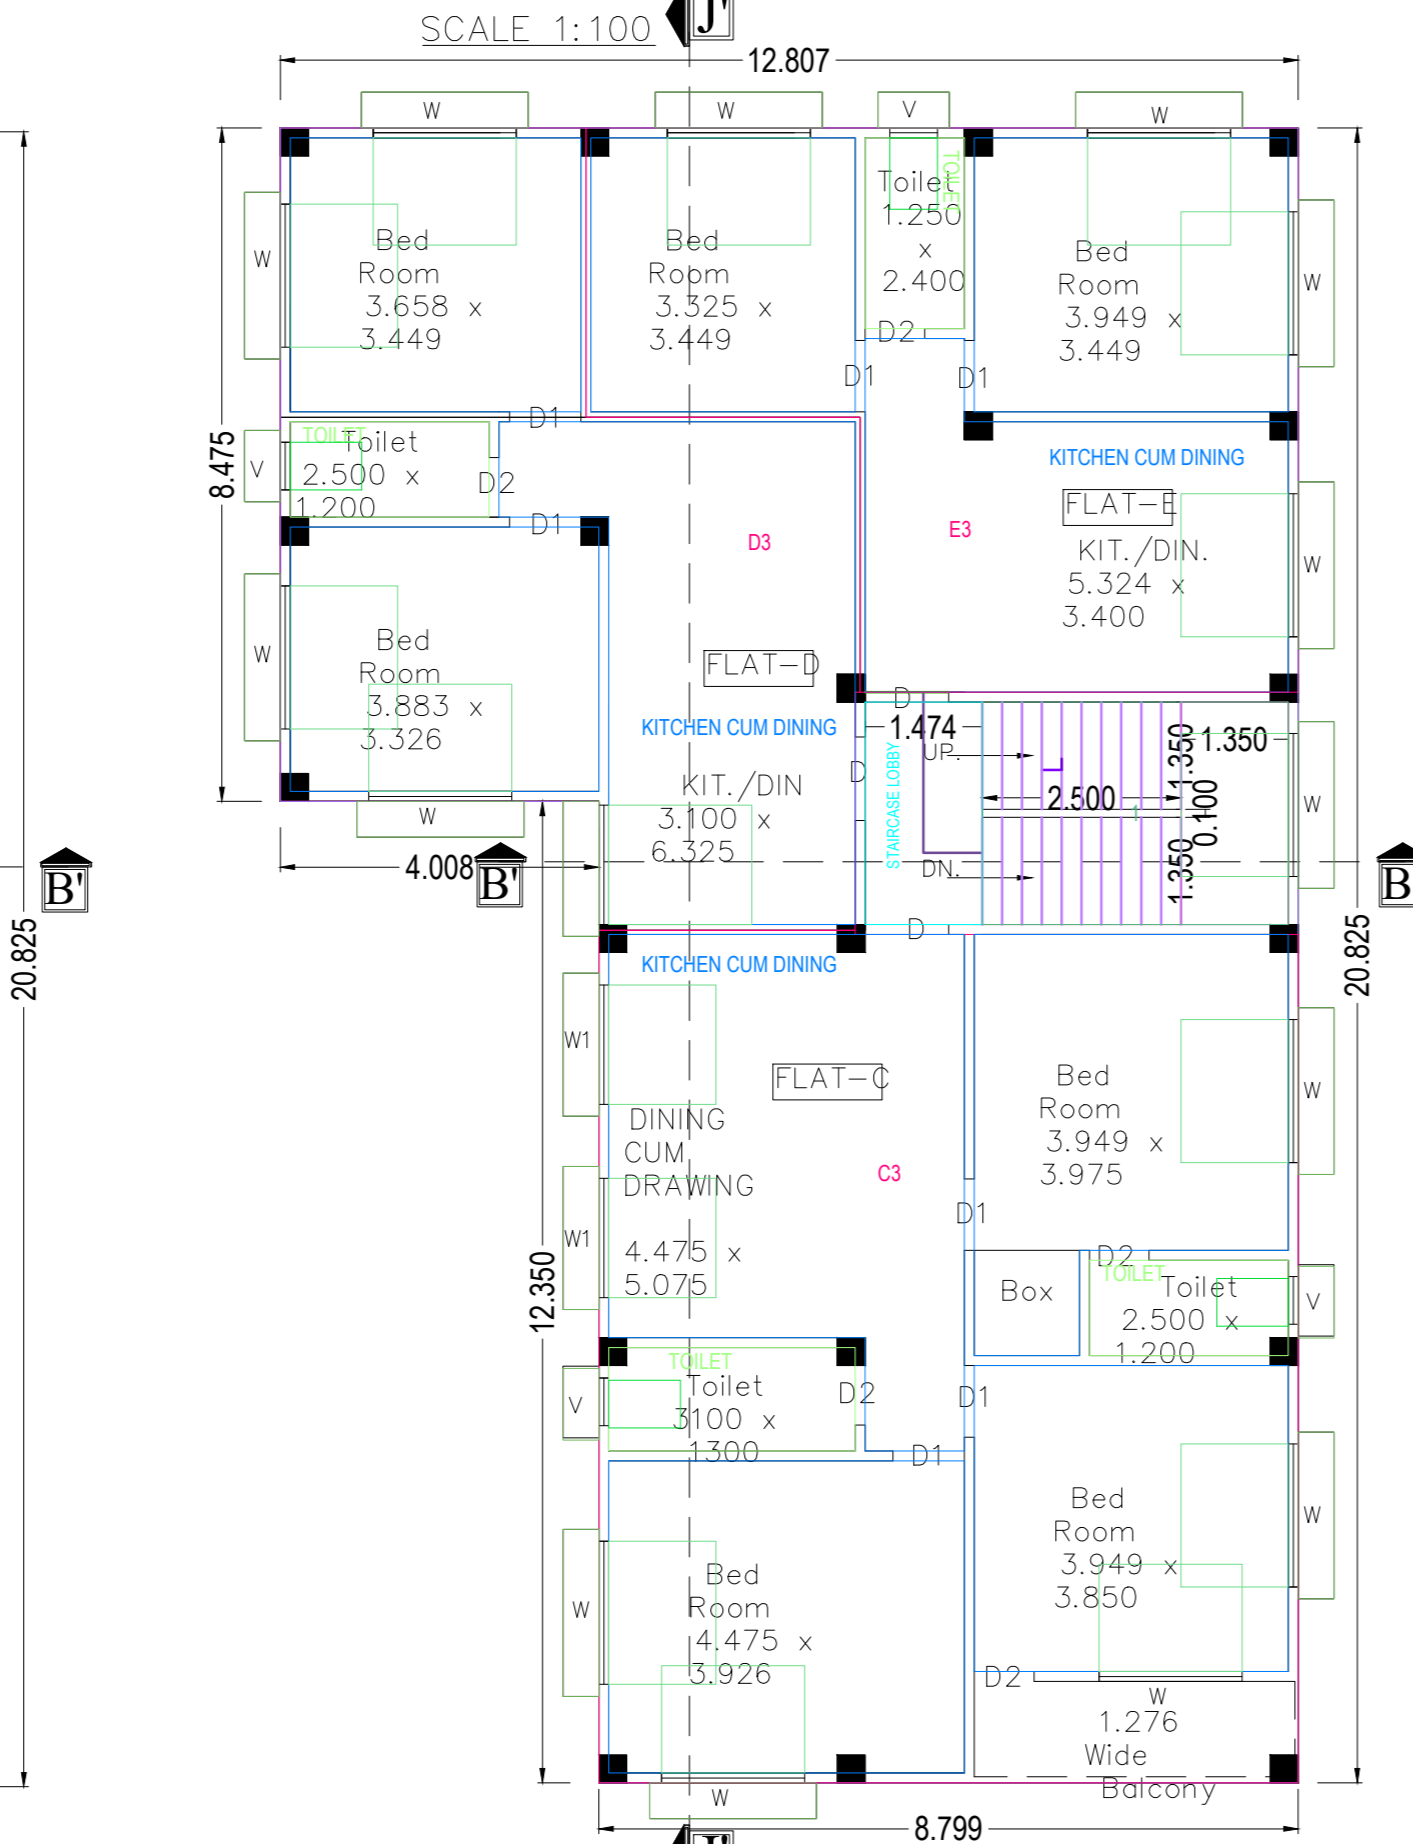 SCALE 1:100
J'
12.807
W
W
V
W
Toilet
1.250
x
2.400
TOILET
Bed
Room
3.658 x
3.449
Bed
Room
3.325 x
3.449
Bed
Room
3.949 x
3.449
W
W
D2
D1
D1
8.475
D1
TOILET
Toilet
2.500 x
1.200
V
D2
D1
KITCHEN CUM DINING
FLAT-E
KIT./DIN.
5.324 x
3.400
D3
E3
W
Bed
Room
3.883 x
3.326
W
FLAT-D
KITCHEN CUM DINING
KIT./DIN
3.100 x
6.325
D
D
1.474
UP.
STAIRCASE LOBBY
DN.
L
2.500
1
1.350
0.100
1.350
1.350
W
W
4.008
B'
B'
B
20.825
20.825
D
KITCHEN CUM DINING
W1
FLAT-C
DINING
CUM
DRAWING
4.475 x
5.075
C3
W1
Bed
Room
3.949 x
3.975
W
D1
D2
Box
TOILET
Toilet
2.500 x
1.200
V
12.350
TOILET
Toilet
3100 x
1300
V
D2
D1
D1
Bed
Room
4.475 x
3.926
W
Bed
Room
3.949 x
3.850
W
D2
W
1.276
Wide
Balcony
W
8.799
J'